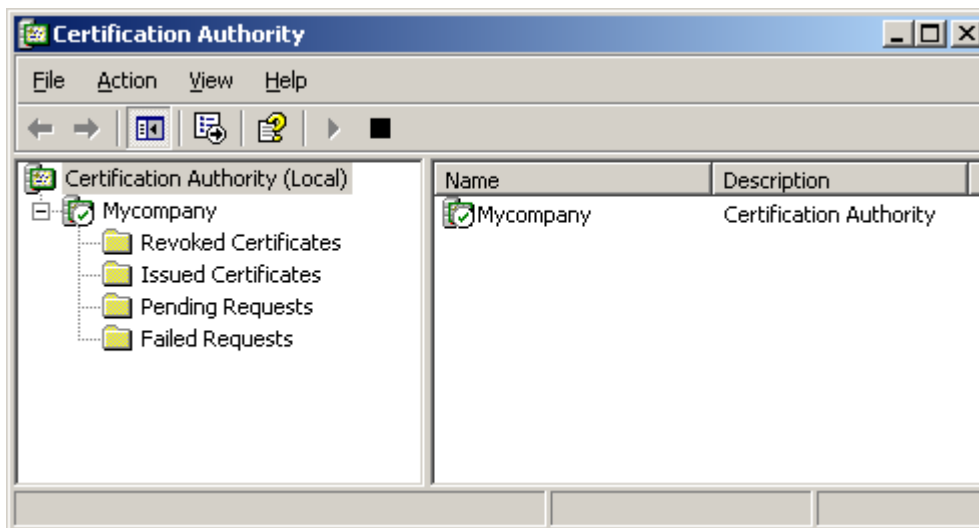 Certification Authority
File Action View Help
Certification Authority (Local)
Mycompany
Revoked Certificates
Issued Certificates
Pending Requests
Failed Requests
Name Description
Mycompany Certification Authority